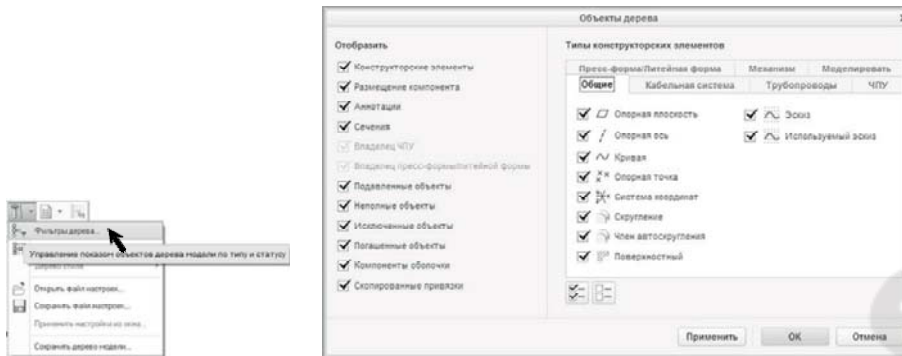 Фильтры дерева...
Управление показом объектов дерева модели по типу и статусу
Открыть файл настроек...
Сохранить файл настроек...
Применить настройки из окна...
Сохранить дерево модели...
Объекты дерева
Отобразить
Конструкторские элементы
Размещение компонента
Аннотации
Сечения
Владелец ЧПУ
Владелец пресс-формы/литейной формы
Подавленные объекты
Неполные объекты
Исключенные объекты
Погашенные объекты
Компоненты оболочки
Скопированные привязки
Типы конструкторских элементов
Пресс-форма/Литейная форма Механизм Моделировать
Общие Кабельная система Трубопроводы ЧПУ
Опорная плоскость
Опорная ось
Кривая
Опорная точка
Система координат
Скругление
Член автоскругления
Поверхностный
Эскиз
Используемый эскиз
Применить OK Отмена